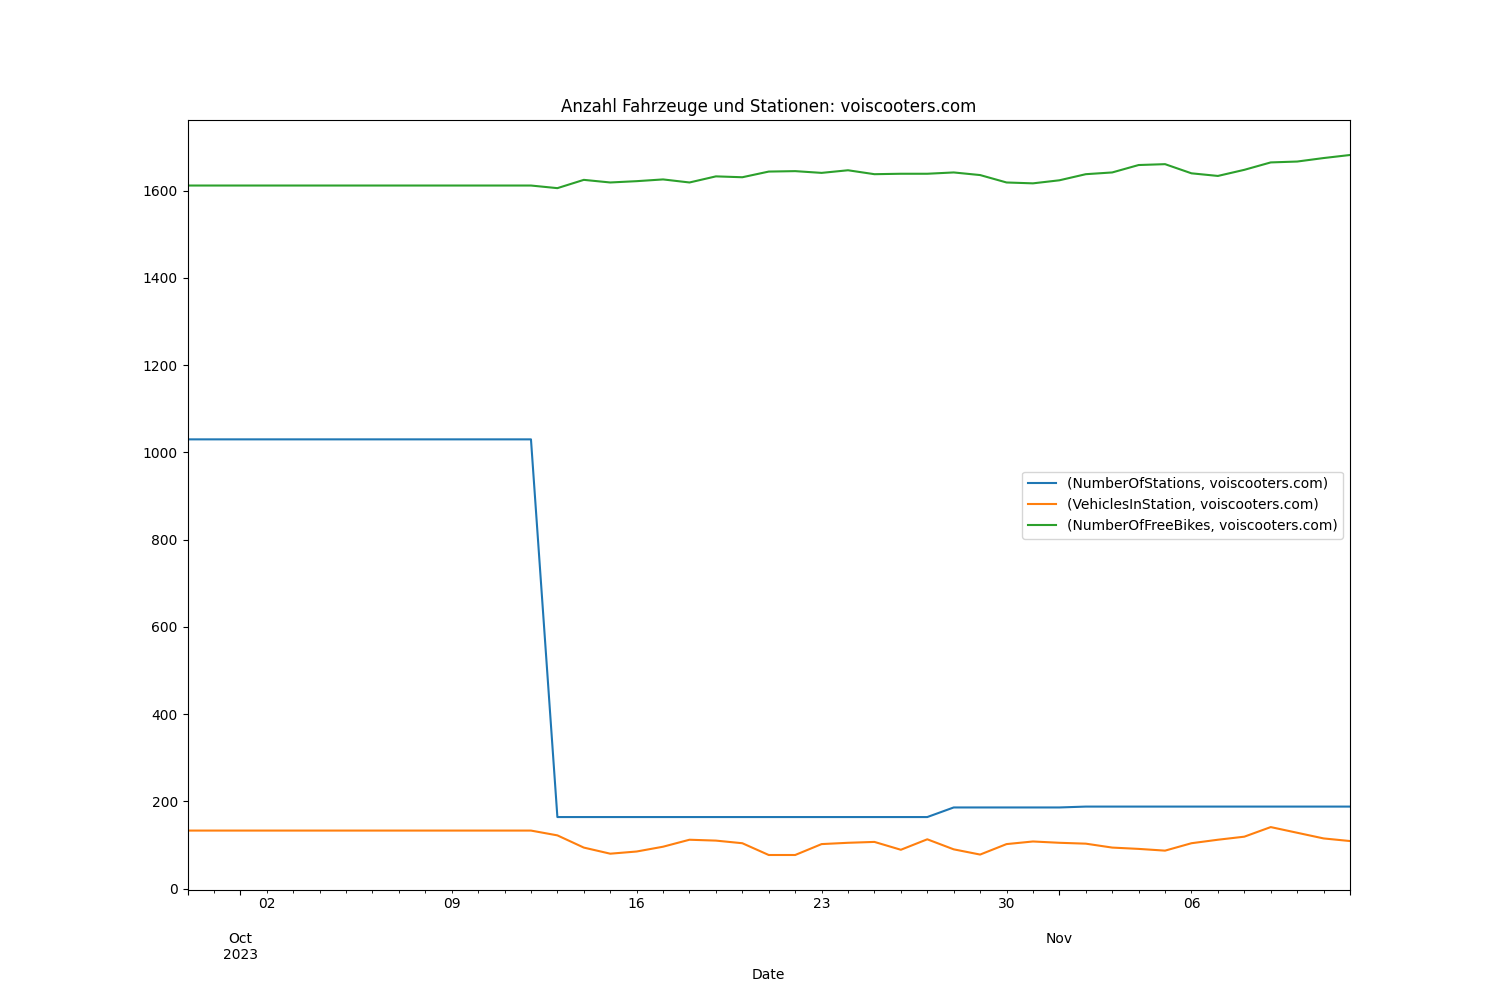 Anzahl Fahrzeuge und Stationen: voiscooters.com
1600
1400
1200
1000
800
600
400
200
0
(NumberOfStations, voiscooters.com)
(VehiclesInStation, voiscooters.com)
(NumberOfFreeBikes, voiscooters.com)
02 09 16 23 30 06
Oct Nov
2023
Date